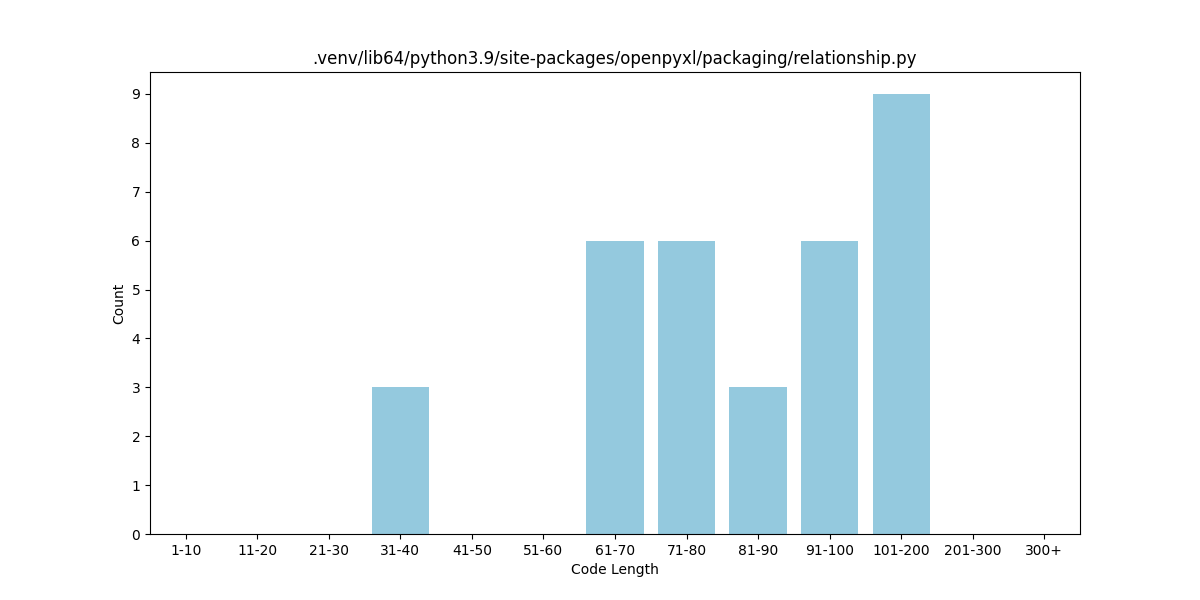 .venv/lib64/python3.9/site-packages/openpyxl/packaging/relationship.py
9
8
7
6
5
4
3
2
1
0
Count
1-10 11-20 21-30 31-40 41-50 51-60 61-70 71-80 81-90 91-100 101-200 201-300 300+
Code Length